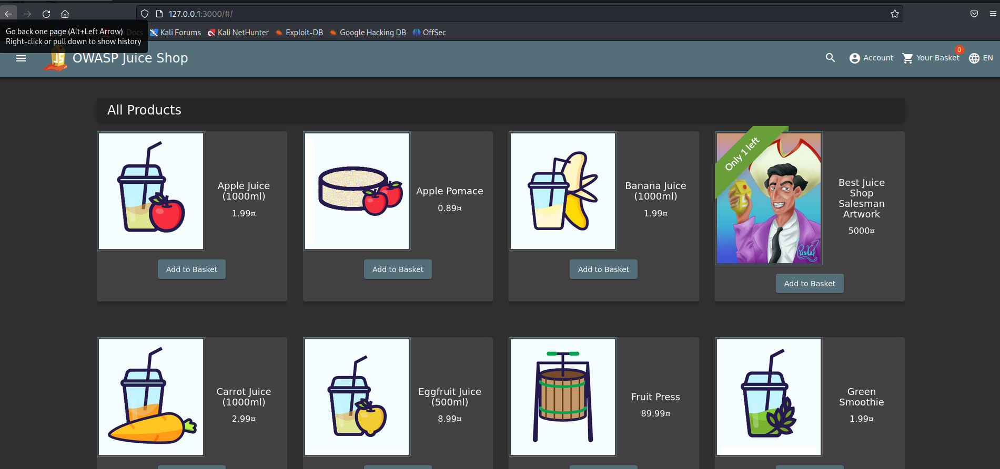 127.0.0.1:3000/#/
Go back one page (Alt+Left Arrow)
Right-click or pull down to show history
Docs
Kali Forums
Kali NetHunter
Exploit-DB
Google Hacking DB
OffSec
JS
OWASP Juice Shop
Account
Your Basket
0
EN
All Products
Apple Juice
(1000ml)
1.99¤
Add to Basket
Apple Pomace
0.89¤
Add to Basket
Banana Juice
(1000ml)
1.99¤
Add to Basket
Only 1 left
Best Juice
Shop
Salesman
Artwork
5000¤
Add to Basket
Carrot Juice
(1000ml)
2.99¤
Eggfruit Juice
(500ml)
8.99¤
Fruit Press
89.99¤
Green
Smoothie
1.99¤